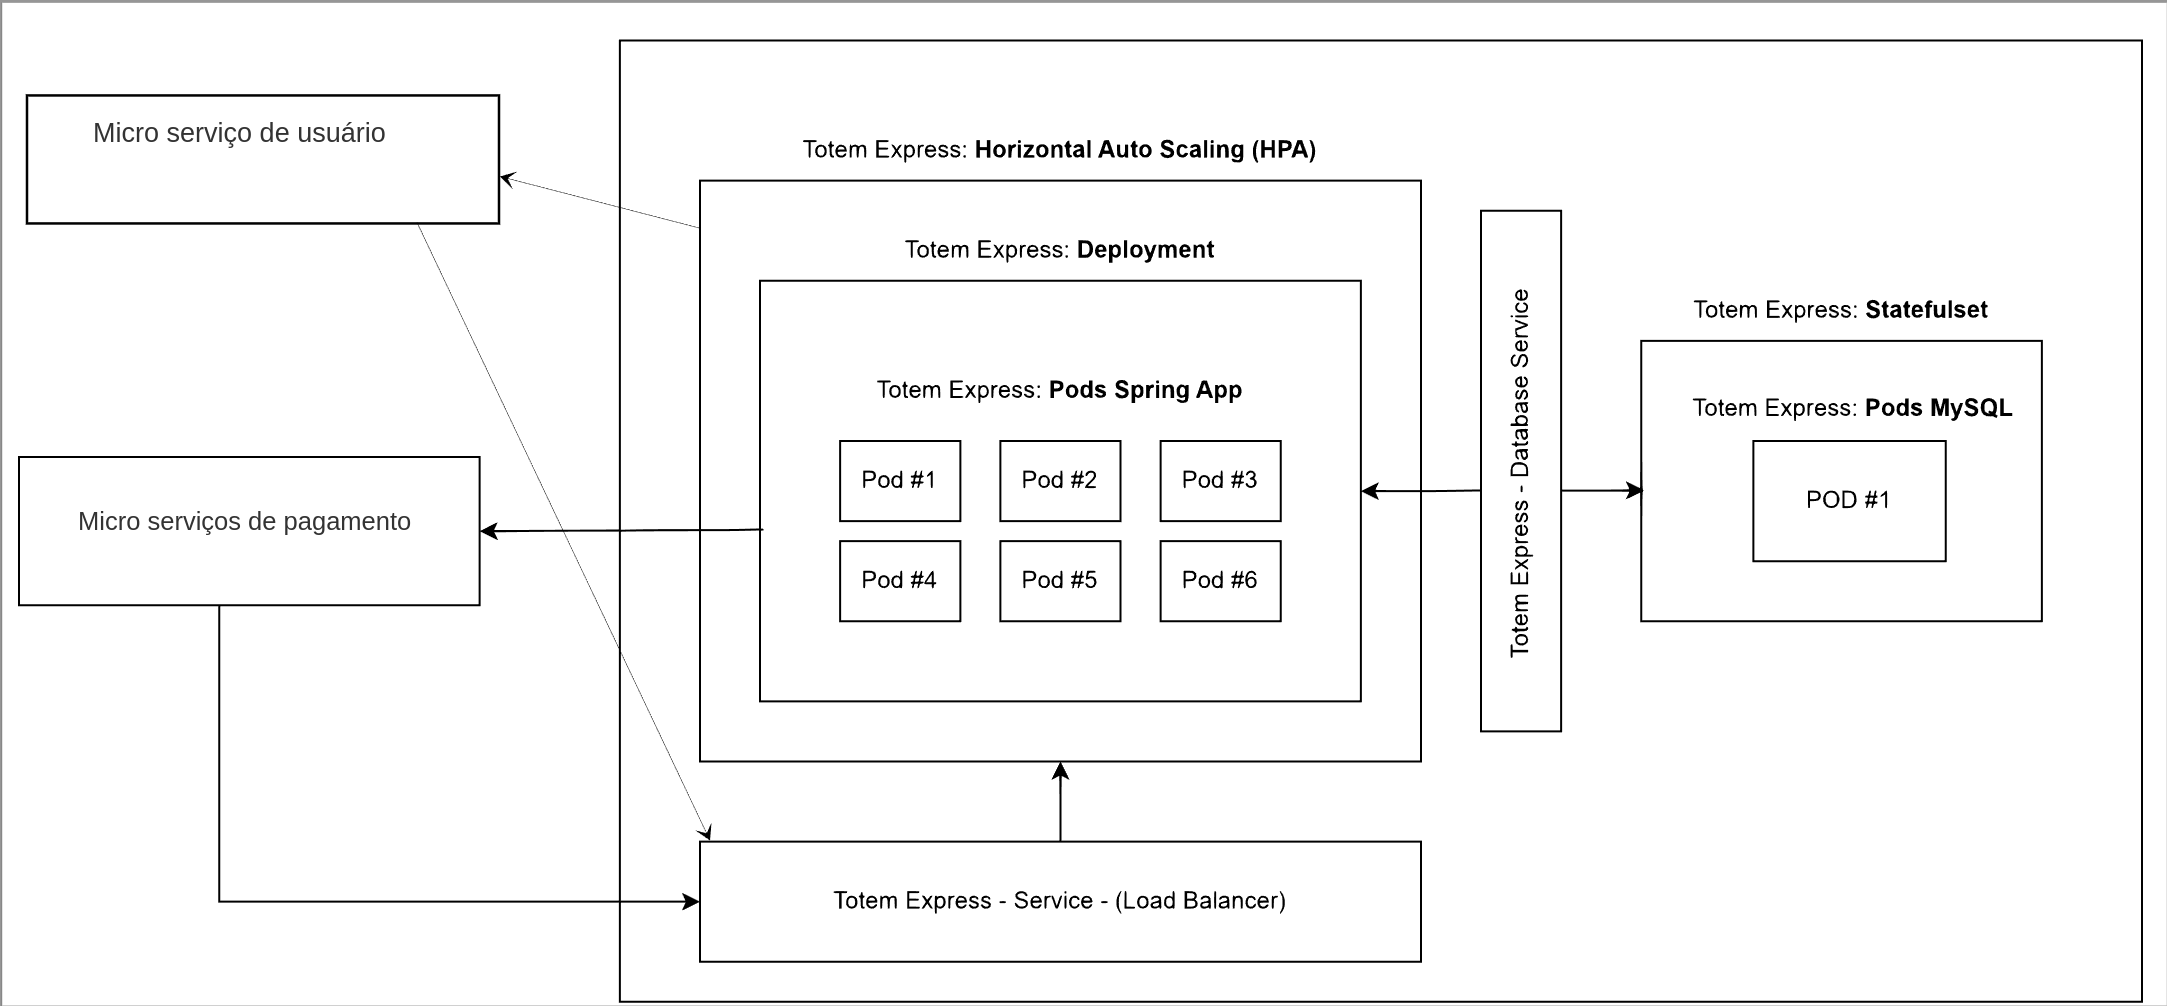 Micro serviço de usuário
Totem Express: Horizontal Auto Scaling (HPA)
Totem Express: Deployment
Totem Express: Pods Spring App
Pod #1
Pod #2
Pod #3
Pod #4
Pod #5
Pod #6
Totem Express - Database Service
Totem Express: Statefulset
Totem Express: Pods MySQL
POD #1
Micro serviços de pagamento
Totem Express - Service - (Load Balancer)